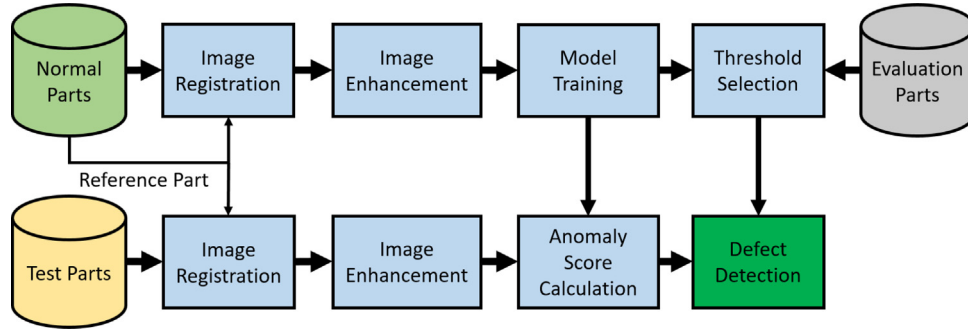 Normal
Parts
Image
Registration
Image
Enhancement
Model
Training
Threshold
Selection
Evaluation
Parts
Reference Part
Test Parts
Image
Registration
Image
Enhancement
Anomaly
Score
Calculation
Defect
Detection